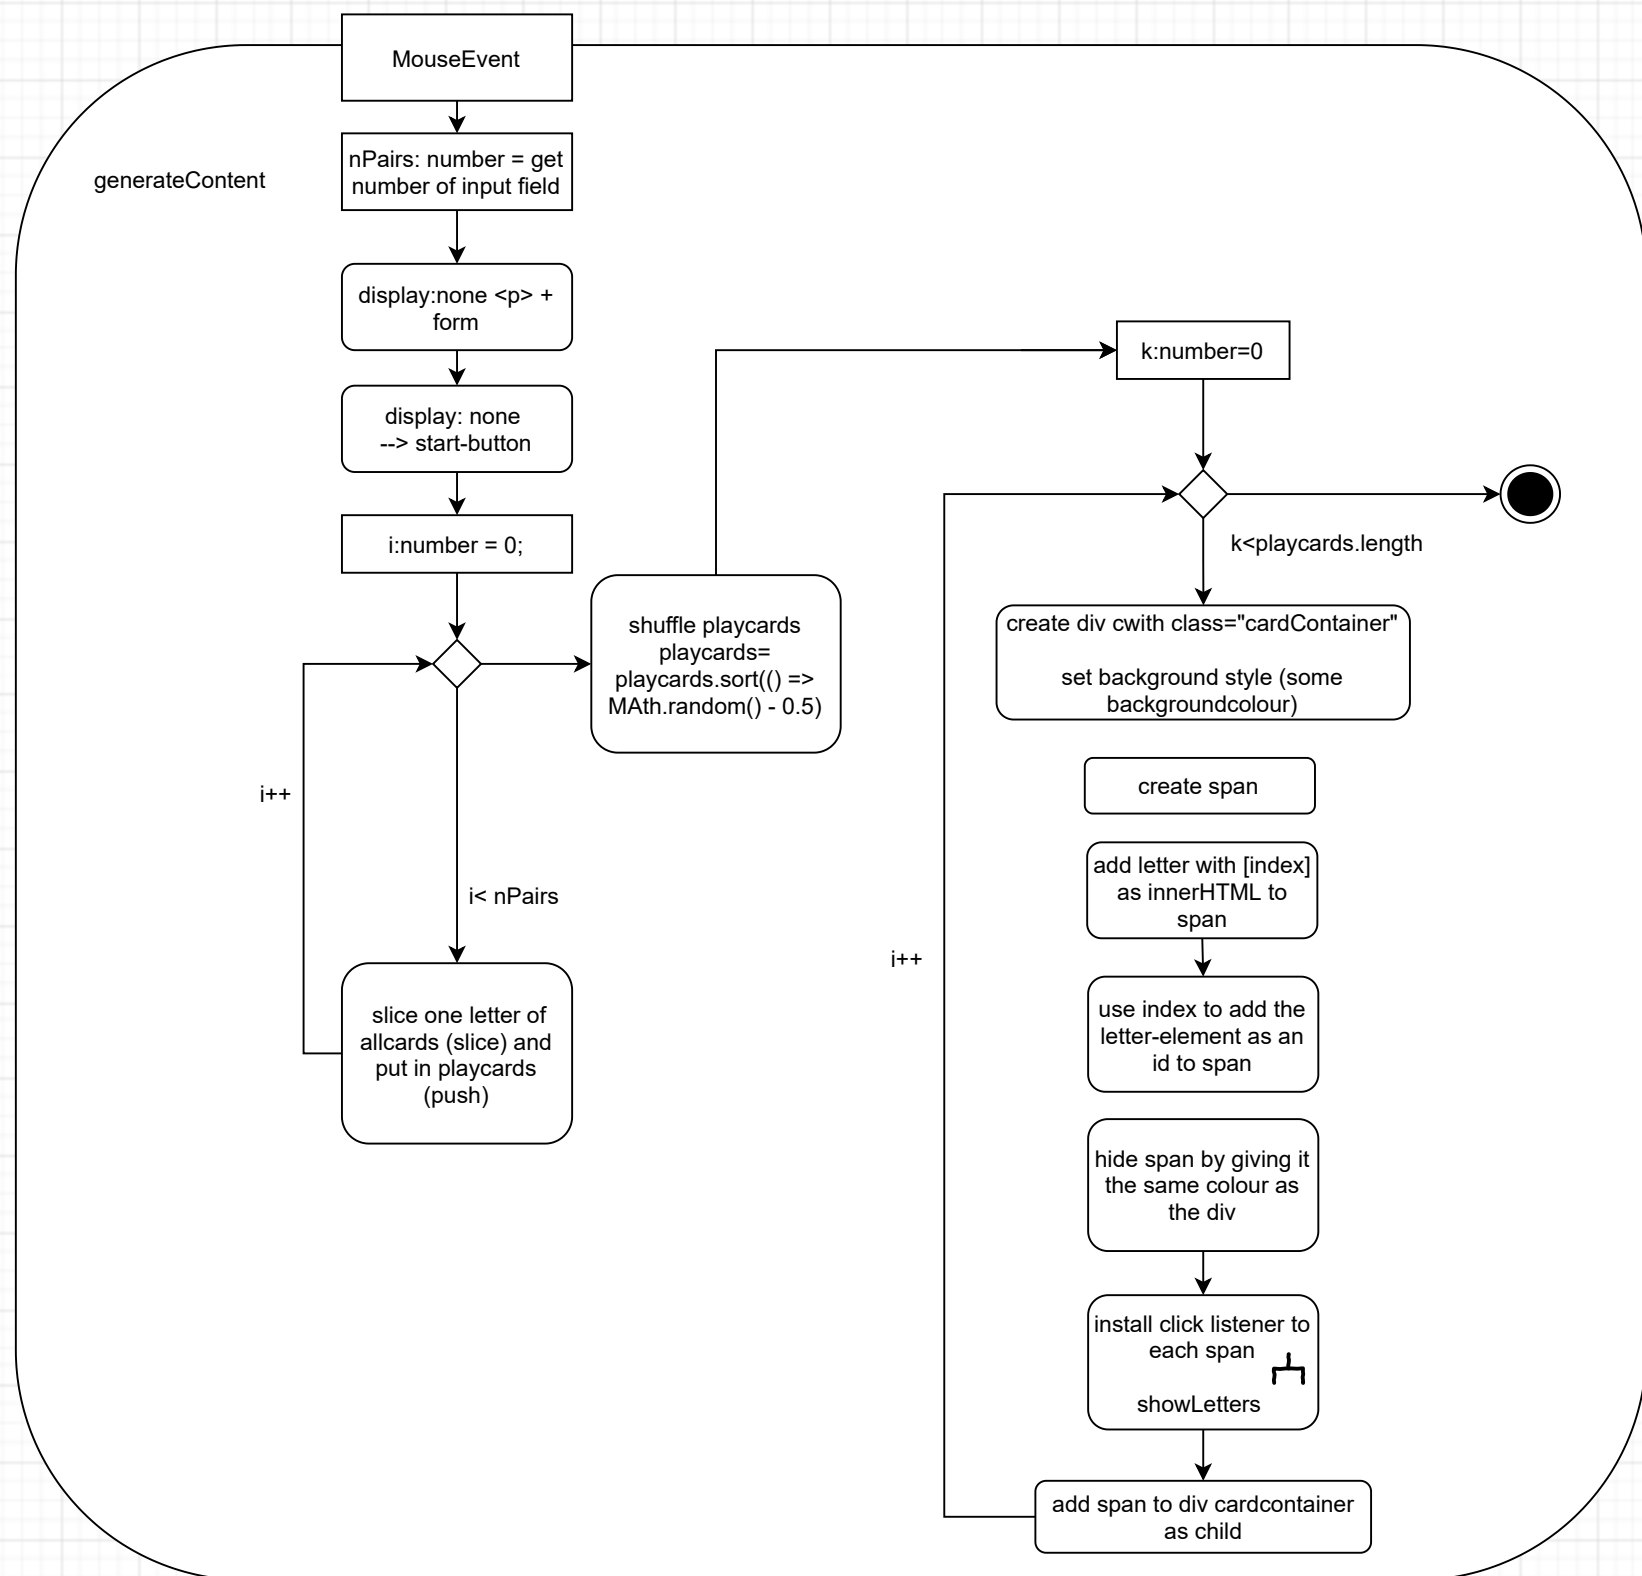 MouseEvent
generateContent
nPairs: number = get
number of input field
display:none <p> +
form
display: none
--> start-button
i:number = 0;
i++
i< nPairs
slice one letter of
allcards (slice) and
put in playcards
(push)
shuffle playcards
playcards=
playcards.sort(() =>
MAth.random() - 0.5)
k:number=0
k<playcards.length
create div cwith class="cardContainer"
set background style (some
backgroundcolour)
create span
add letter with [index]
as innerHTML to
span
i++
use index to add the
letter-element as an
id to span
hide span by giving it
the same colour as
the div
install click listener to
each span
showLetters
add span to div cardcontainer
as child